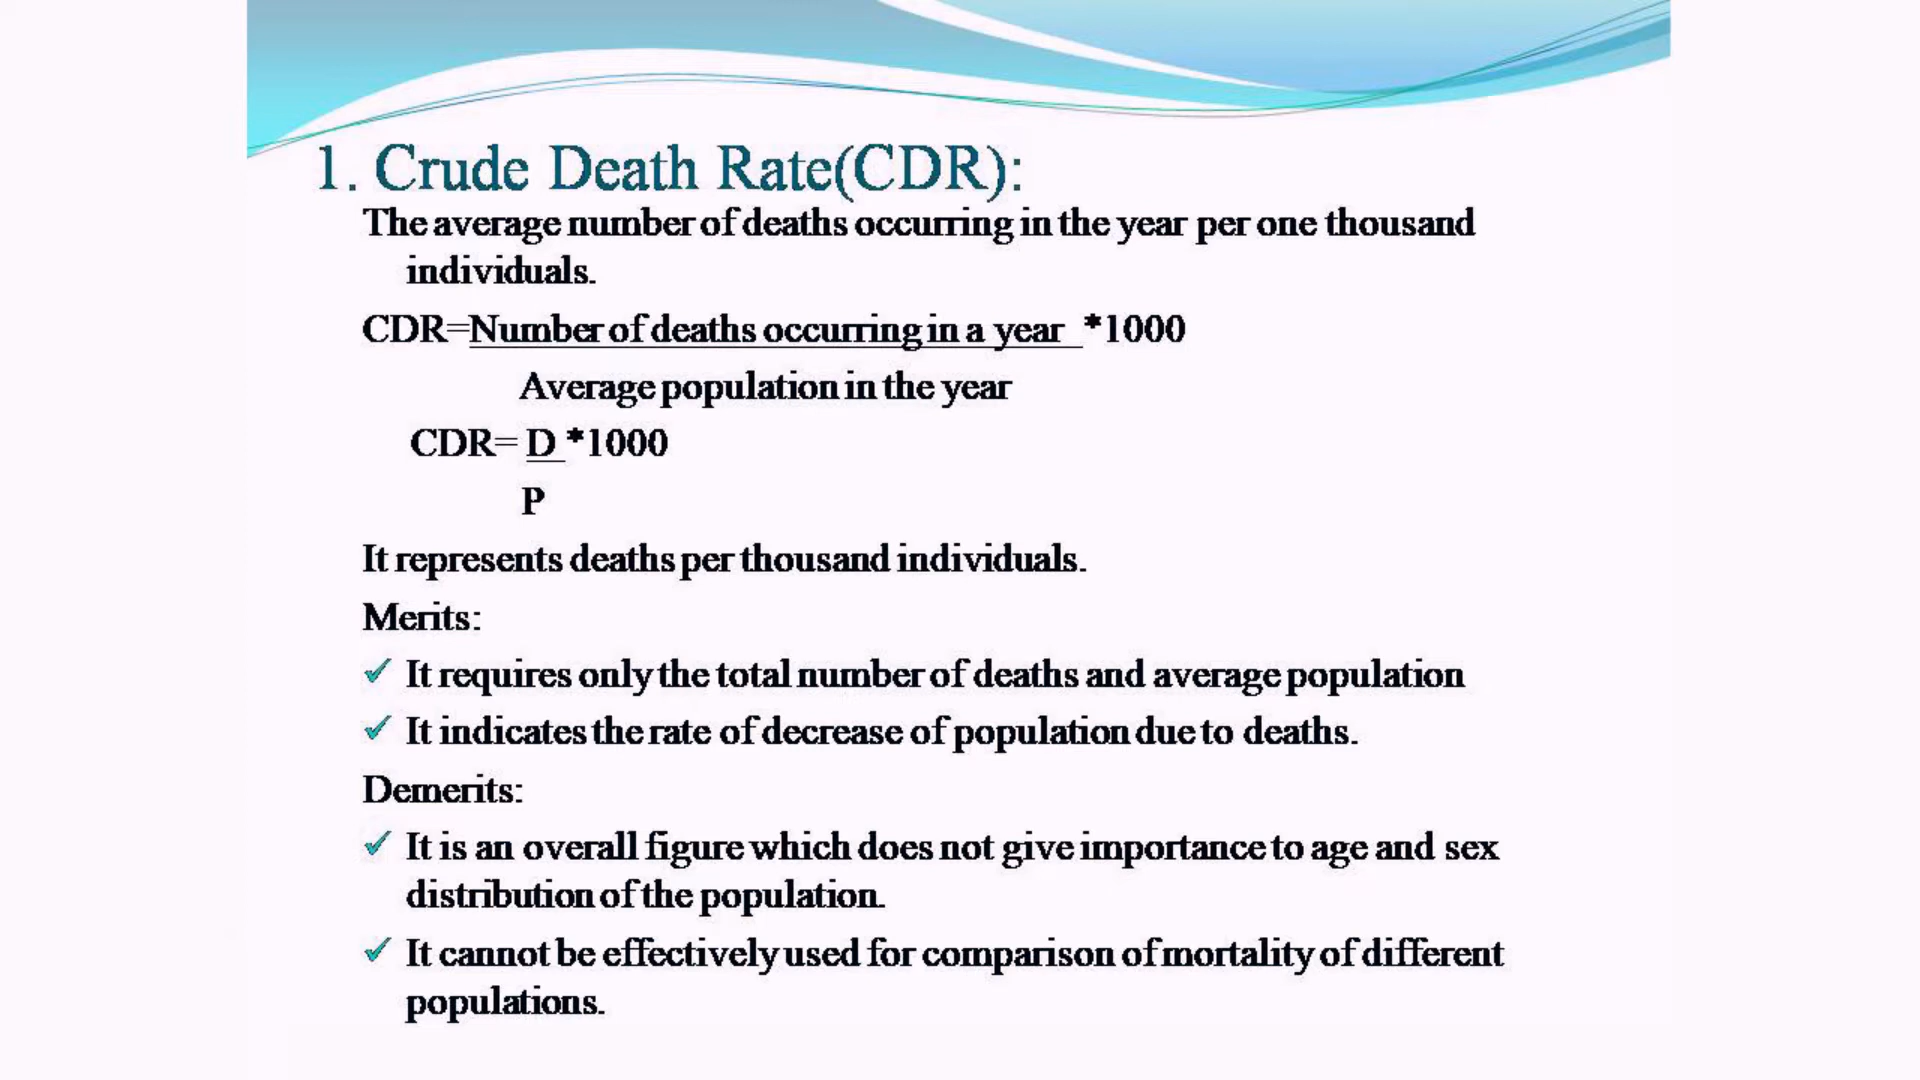 1. Crude Death Rate(CDR):
The average number of deaths occurring in the year per one thousand
individuals.
CDR=Number of deaths occurring in a year *1000
Average population in the year
CDR= D *1000
P
It represents deaths per thousand individuals.
Merits:
✓ It requires only the total number of deaths and average population
✓ It indicates the rate of decrease of population due to deaths.
Demerits:
✓ It is an overall figure which does not give importance to age and sex
distribution of the population.
✓ It cannot be effectively used for comparison of mortality of different
populations.